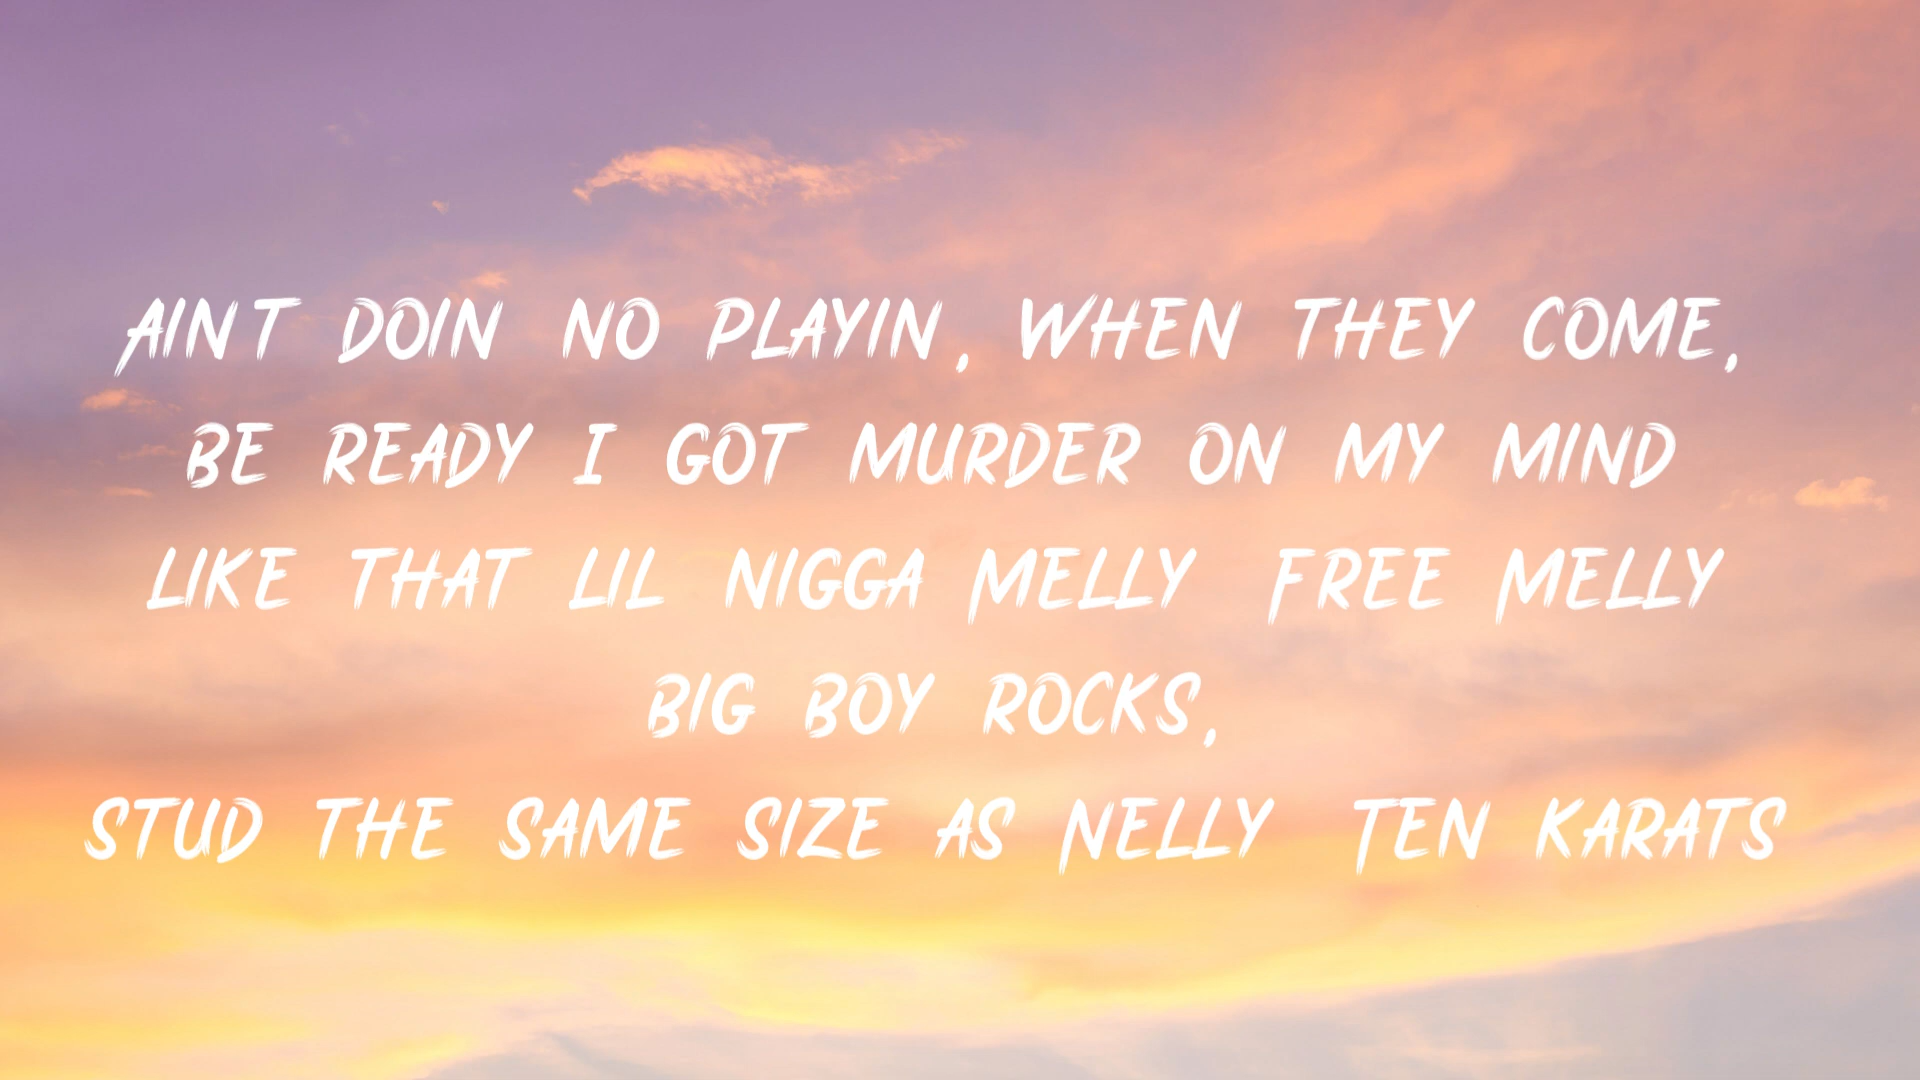 AIN T DOIN NO PLAYIN, WHEN THEY COME,
BE READY I GOT MURDER ON MY MIND
LIKE THAT LIL NIGGA MELLY FREE MELLY
BIG BOY ROCKS,
STUD THE SAME SIZE AS NELLY TEN KARATS